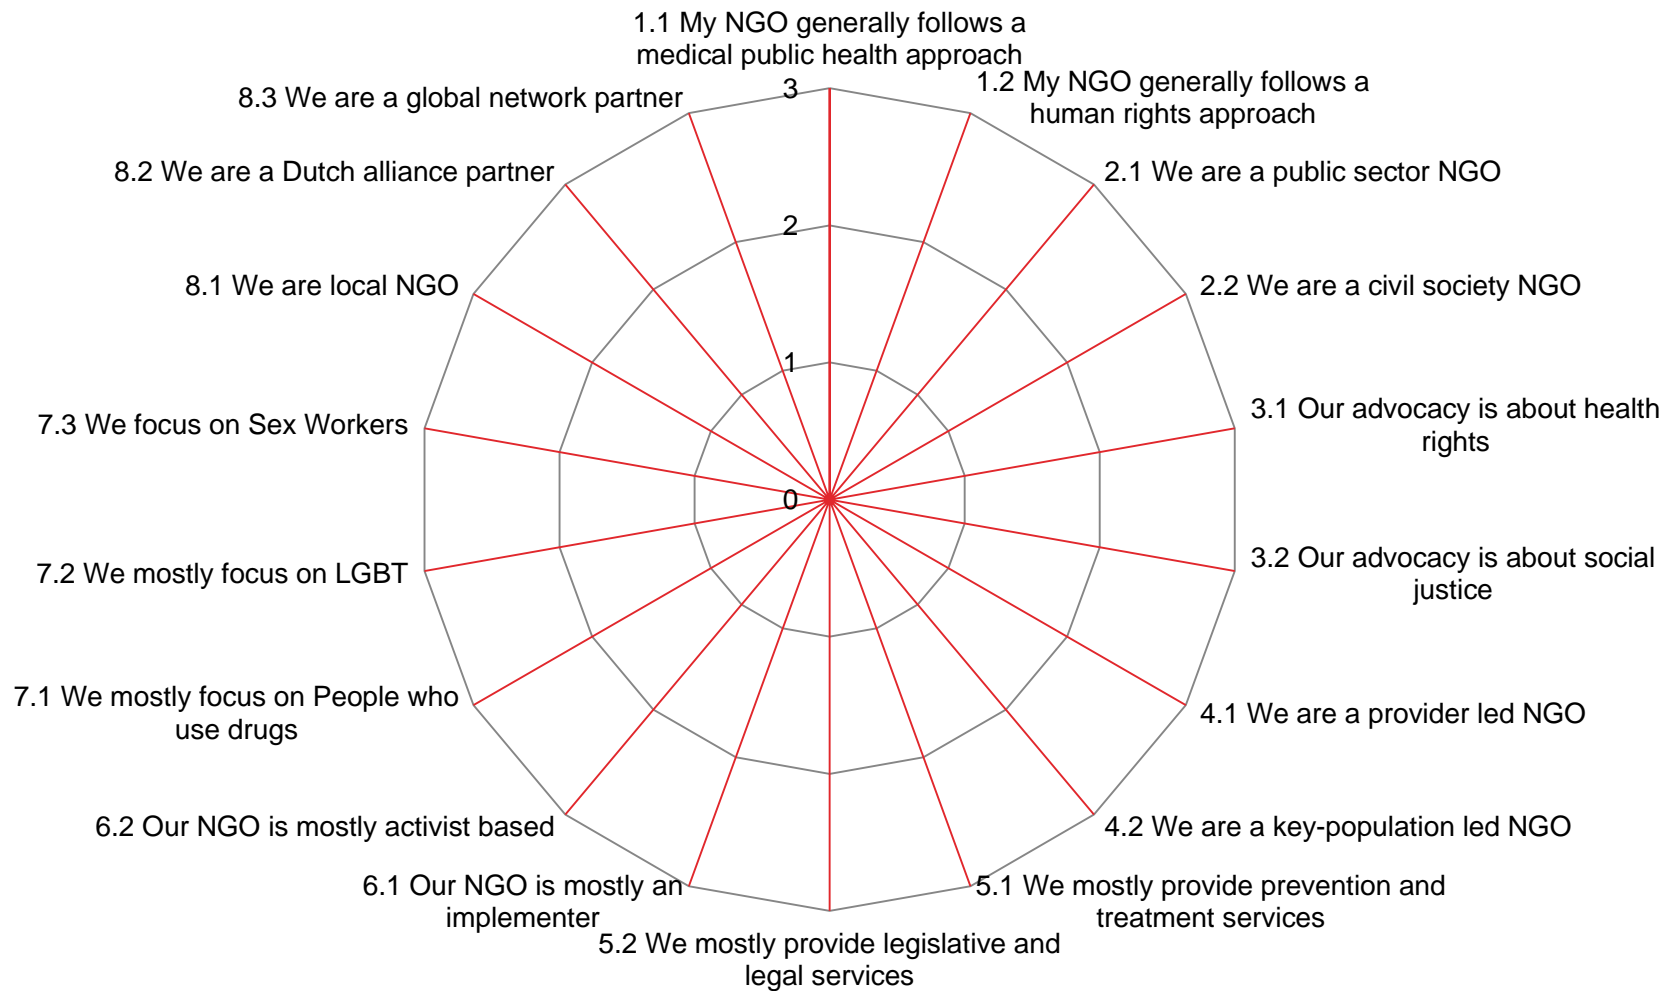 1.1 My NGO generally follows a
medical public health approach
1.2 My NGO generally follows a
human rights approach
2.1 We are a public sector NGO
2.2 We are a civil society NGO
3.1 Our advocacy is about health
rights
3.2 Our advocacy is about social
justice
4.1 We are a provider led NGO
4.2 We are a key-population led NGO
5.1 We mostly provide prevention and
treatment services
5.2 We mostly provide legislative and
legal services
6.1 Our NGO is mostly an
implementer
6.2 Our NGO is mostly activist based
7.1 We mostly focus on People who
use drugs
7.2 We mostly focus on LGBT
7.3 We focus on Sex Workers
8.1 We are local NGO
8.2 We are a Dutch alliance partner
8.3 We are a global network partner
3
2
1
0